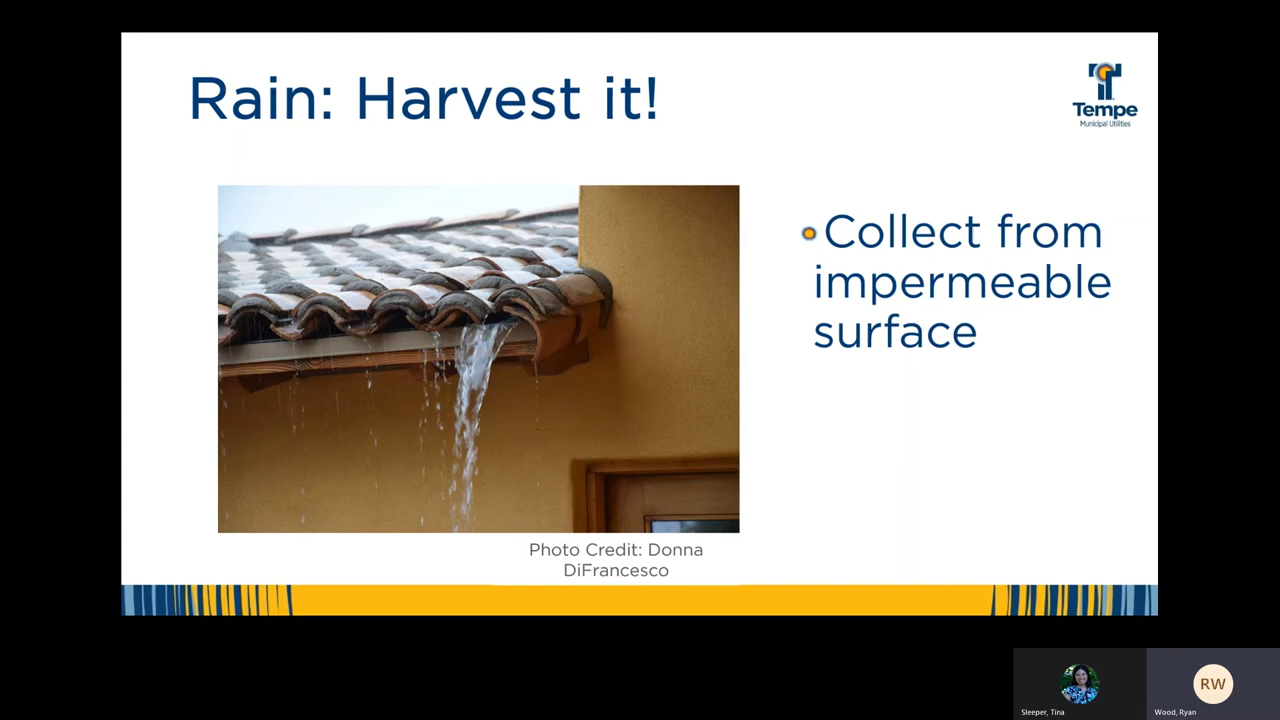 Rain: Harvest it!
Tempe
Municipal Utilities
Collect from
impermeable
surface
Photo Credit: Donna
DiFrancesco
Sleeper, Tina
RW
Wood, Ryan